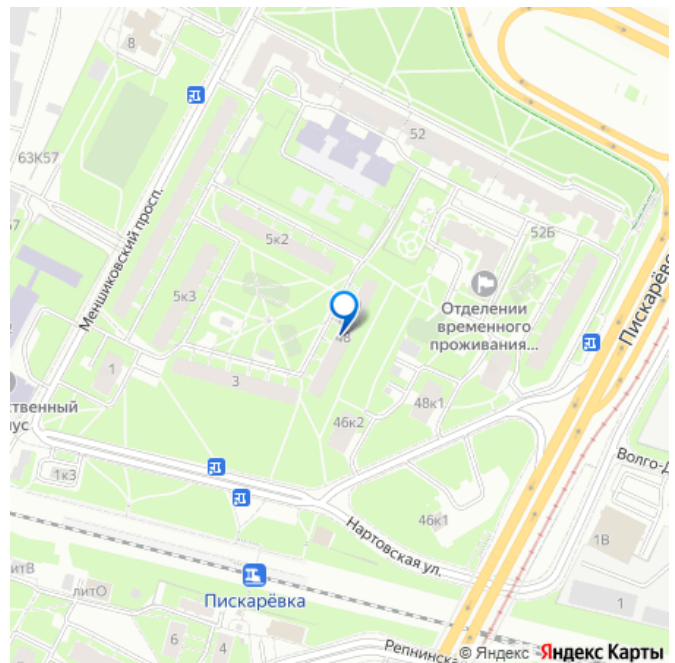 8
52
63К57
Меншиковский просп.
5к2
52Б
5к3
Отделении
временного
проживания...
Пискарёвс
48
1
3
48к1
46к2
ственный
ус
1к3
Волго-Д
46к1
Нартовская ул.
1В
литВ
литО
Пискарёвка
1
6
4
Репнинска
© Яндекс Яндекс Карты